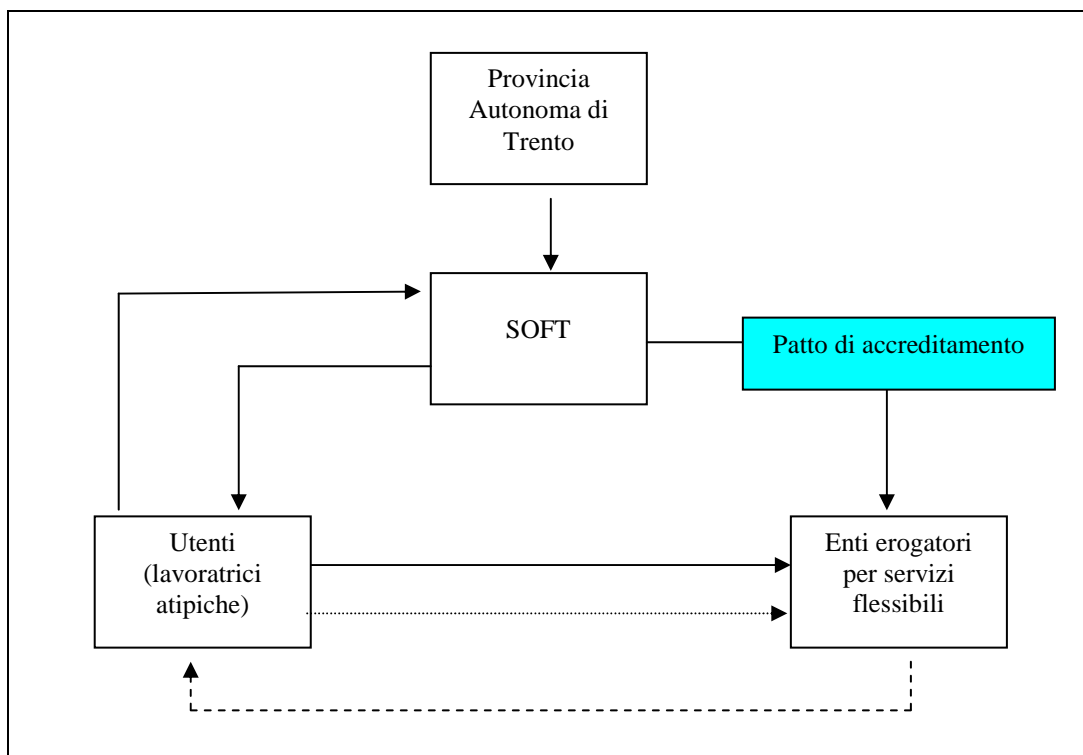 Provincia
Autonoma di
Trento
SOFT
Patto di accreditamento
Utenti
(lavoratrici
atipiche)
Enti erogatori
per servizi
flessibili